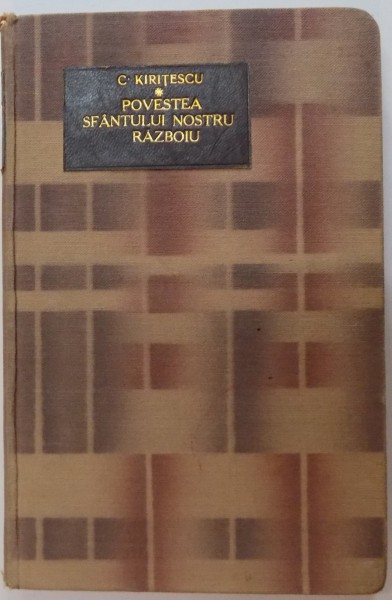 C. KIRIȚESCU
POVESTEA
SFÂNTULUI NOSTRU
RĂZBOIU